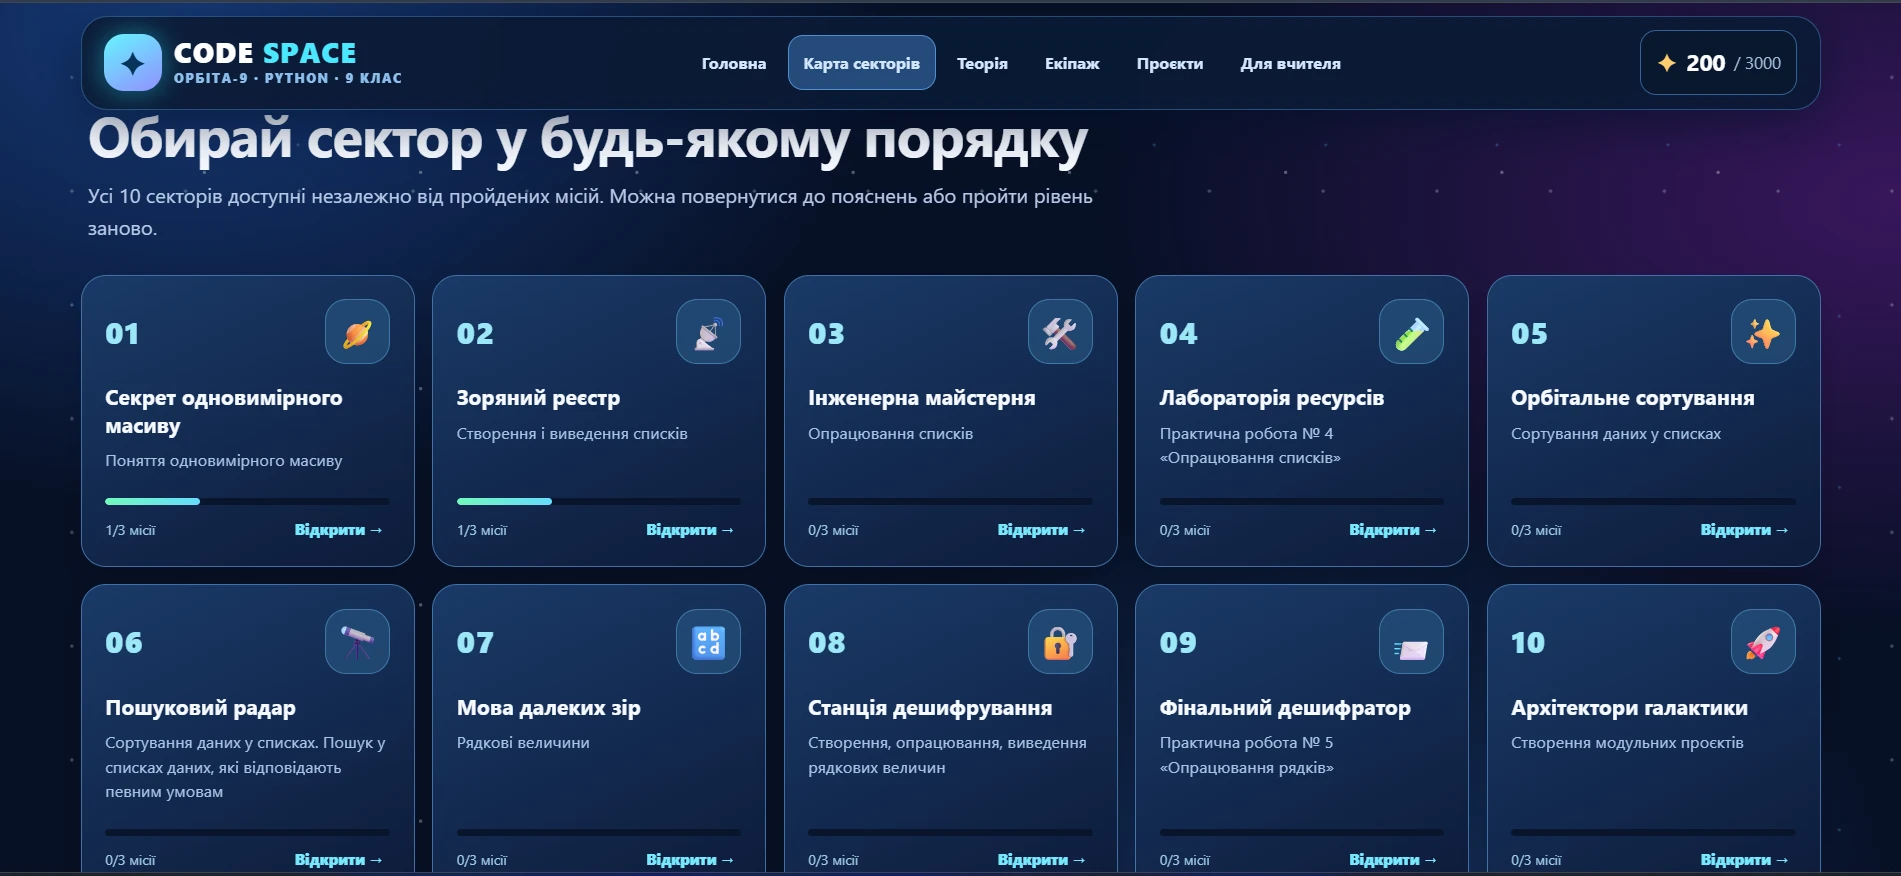 CODE SPACE
ОРБІТА-9 · PYTHON · 9 КЛАС
Головна
Карта секторів
Теорія
Екіпаж
Проєкти
Для вчителя
200 / 3000
Обирай сектор у будь-якому порядку
Усі 10 секторів доступні незалежно від пройдених місій. Можна повернутися до пояснень або пройти рівень
заново.
01
Секрет одновимірного
масиву
Поняття одновимірного масиву
1/3 місії
Відкрити →
02
Зоряний реєстр
Створення і виведення списків
1/3 місії
Відкрити →
03
Інженерна майстерня
Опрацювання списків
0/3 місії
Відкрити →
04
Лабораторія ресурсів
Практична робота № 4
«Опрацювання списків»
0/3 місії
Відкрити →
05
Орбітальне сортування
Сортування даних у списках
0/3 місії
Відкрити →
06
Пошуковий радар
Сортування даних у списках. Пошук у
списках даних, які відповідають
певним умовам
0/3 місії
Відкрити →
07
ab
cd
Мова далеких зір
Рядкові величини
0/3 місії
Відкрити →
08
Станція дешифрування
Створення, опрацювання, виведення
рядкових величин
0/3 місії
Відкрити →
09
Фінальний дешифратор
Практична робота № 5
«Опрацювання рядків»
0/3 місії
Відкрити →
10
Архітектори галактики
Створення модульних проєктів
0/3 місії
Відкрити →